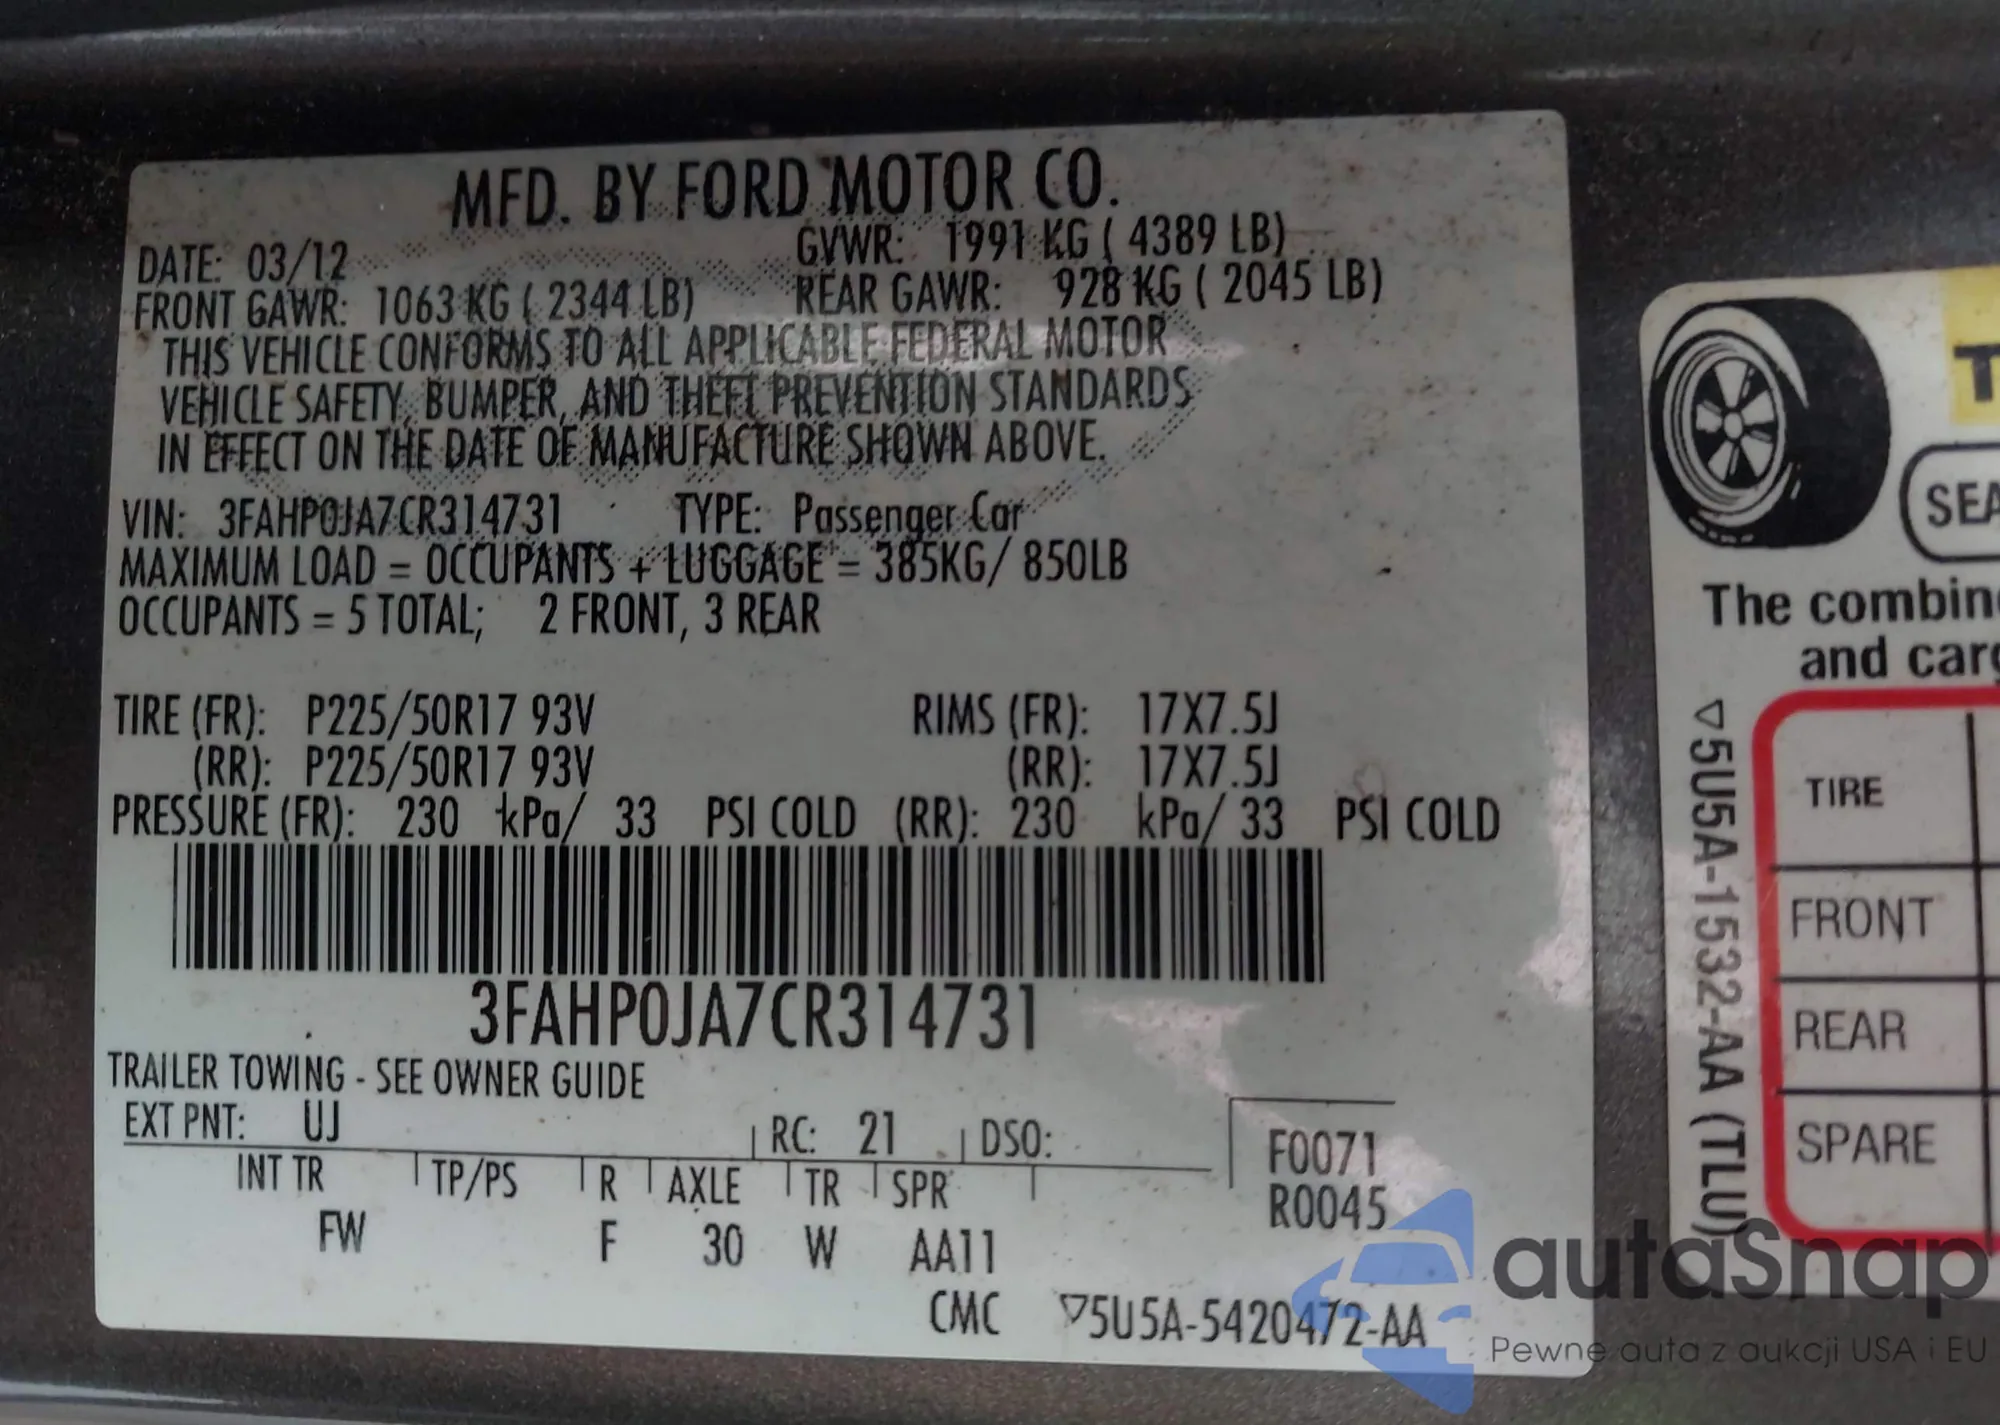 MFD. BY FORD MOTOR CO.
DATE: 03/12 GVWR: 1991 KG ( 4389 LB)
FRONT GAWR: 1063 KG ( 2344 LB) REAR GAWR: 928 KG ( 2045 LB)
THIS VEHICLE CONFORMS TO ALL APPLICABLE FEDERAL MOTOR
VEHICLE SAFETY, BUMPER, AND THEFT PREVENTION STANDARDS
IN EFFECT ON THE DATE OF MANUFACTURE SHOWN ABOVE.
VIN: 3FAHP0JA7CR314731 TYPE: Passenger Car
MAXIMUM LOAD = OCCUPANTS + LUGGAGE = 385KG/ 850LB
OCCUPANTS = 5 TOTAL; 2 FRONT, 3 REAR
TIRE (FR): P225/50R17 93V RIMS (FR): 17X7.5J
(RR): P225/50R17 93V (RR): 17X7.5J
PRESSURE (FR): 230 kPa/ 33 PSI COLD (RR): 230 kPa/ 33 PSI COLD
3FAHP0JA7CR314731
TRAILER TOWING - SEE OWNER GUIDE
EXT PNT: UJ RC: 21 DSO:
INT TR TP/PS R AXLE TR SPR
FW F 30 W AA11
F0071
R0045
CMC ▽5U5A-5420472-AA
The combin
and carg
TIRE
FRONT
REAR
SPARE
▽5U5A-1532-AA (TLU)
autaSnap
Pewne auta z aukcji USA i EU